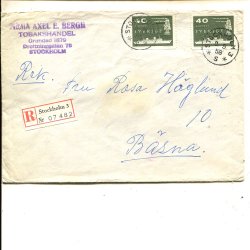 FIRMA AXEL E. BERGH
TOBAKSHANDEL
Grundad 1879
Drottninggatan 78
STOCKHOLM
40
SVERIGE
40
SVERIGE
Rek.
Fru Rosa Höglund
10
Bäsna.
R
Stockholm 3
№ 07482